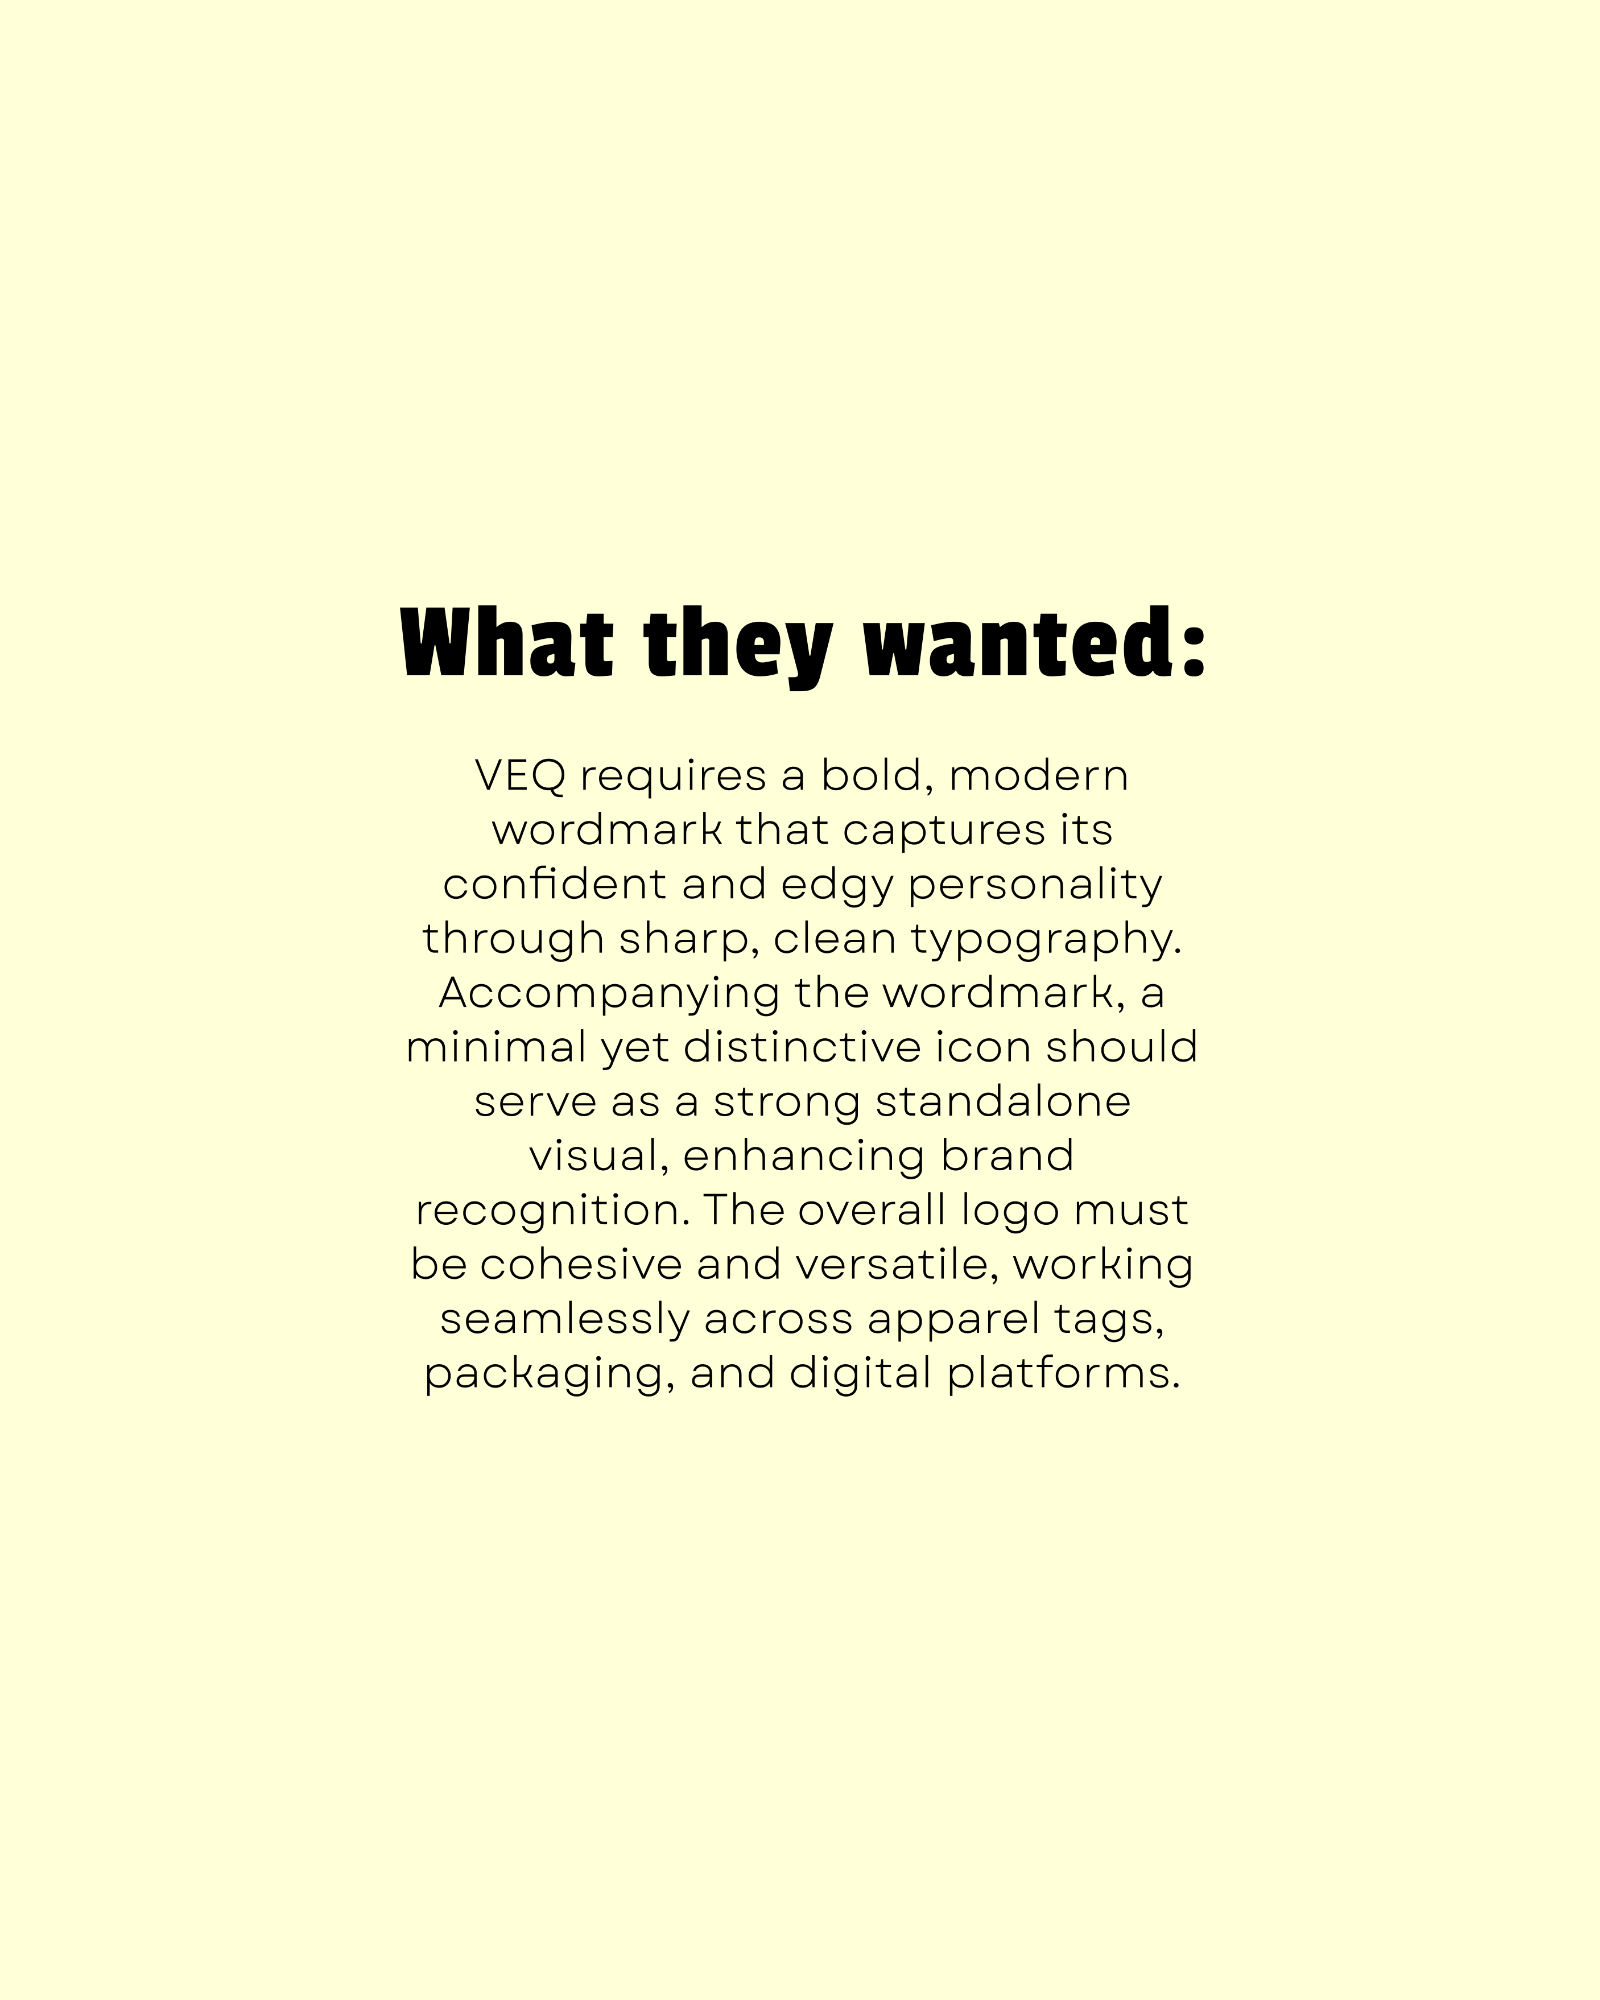 What they wanted:
VEQ requires a bold, modern
wordmark that captures its
confident and edgy personality
through sharp, clean typography.
Accompanying the wordmark, a
minimal yet distinctive icon should
serve as a strong standalone
visual, enhancing brand
recognition. The overall logo must
be cohesive and versatile, working
seamlessly across apparel tags,
packaging, and digital platforms.